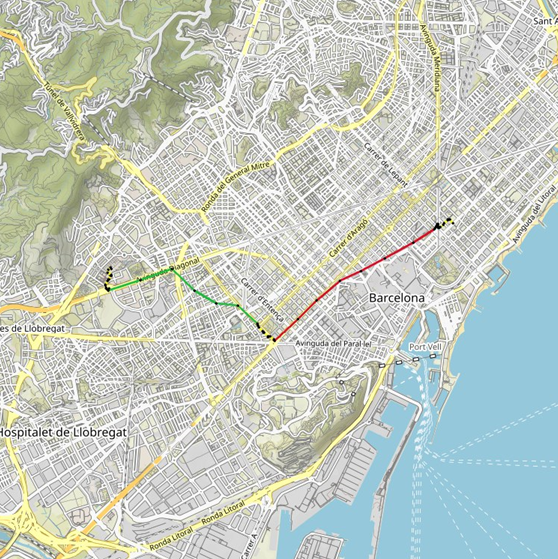 Sant A
Avinguda Meridiana
Túnel de Vallvidrera
Carrer de Lepant
Ronda del General Mitre
Avinguda del Litoral
Carrer d'Aragó
Avinguda Diagonal
Carrer d'Entença
Barcelona
es de Llobregat
Avinguda del Paral·lel
Port Vell
Hospitalet de Llobregat
Ronda Litoral
Ronda Litoral
Carrer A